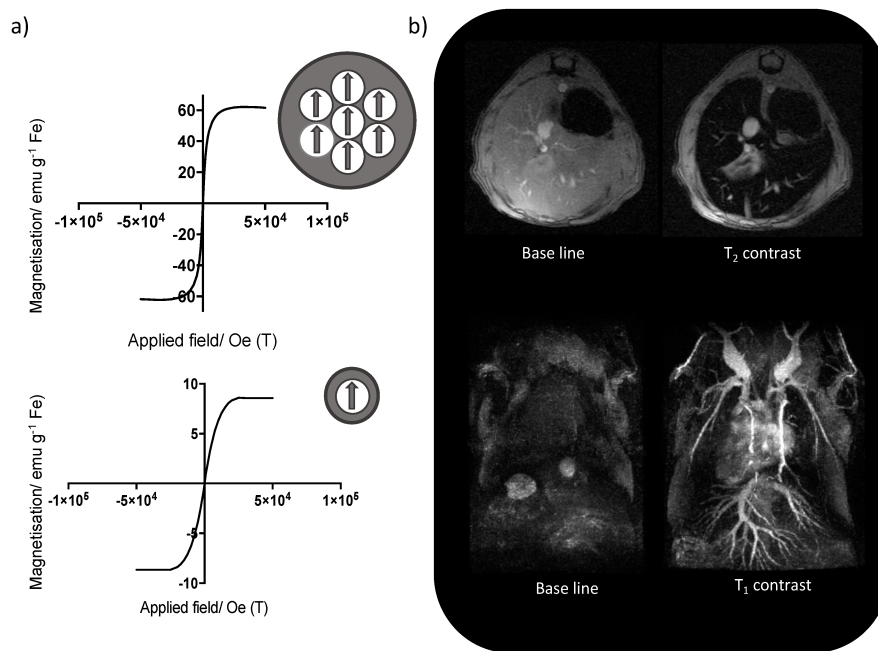 a)
Magnetisation/ emu g⁻¹ Fe)
60
40
20
-1×10⁵ -5×10⁴ 5×10⁴ 1×10⁵
-20
-40
-60
Applied field/ Oe (T)
Magnetisation/ emu g⁻¹ Fe)
10
5
-1×10⁵ -5×10⁴ 5×10⁴ 1×10⁵
-5
-10
Applied field/ Oe (T)
b)
Base line T₂ contrast
Base line T₁ contrast